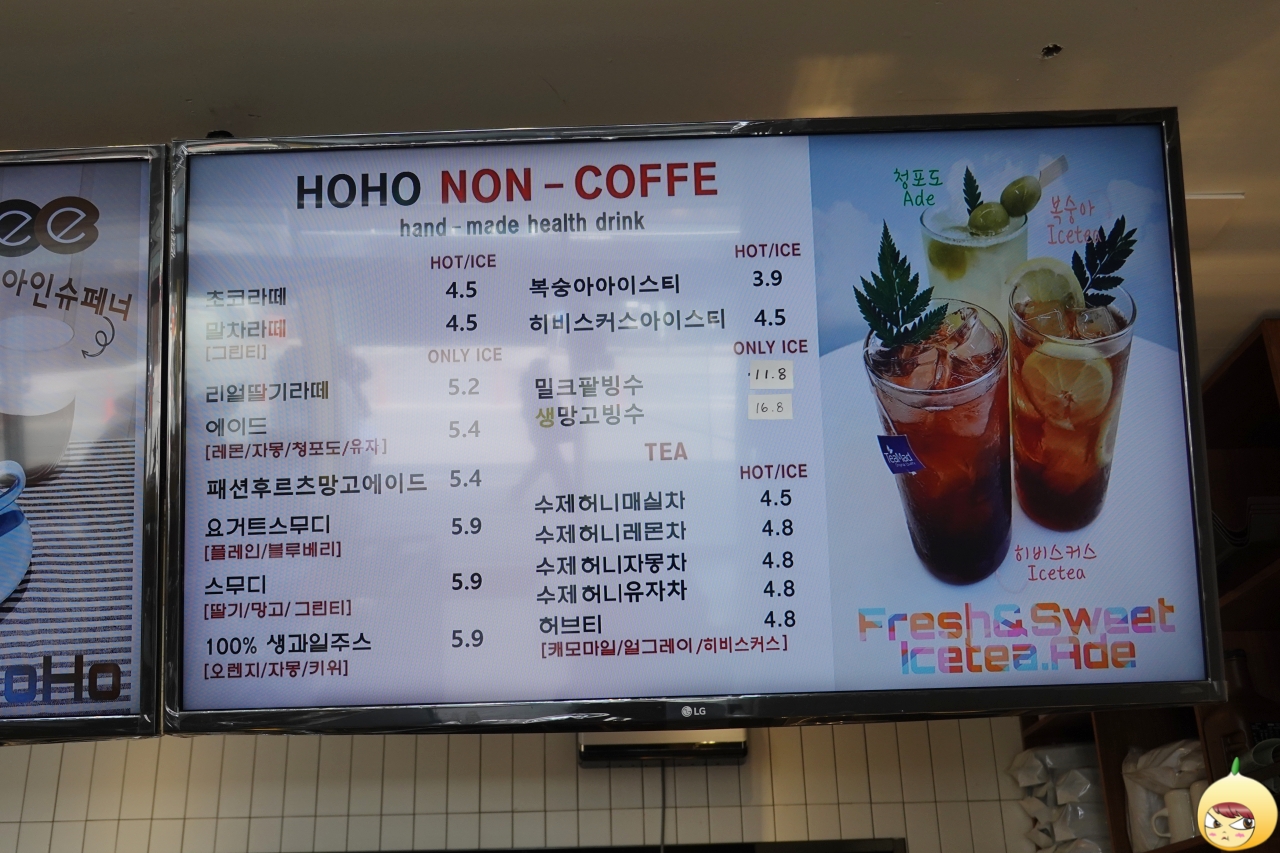 ee
아인슈페너
oHo
HOHO NON - COFFE
hand - made health drink
HOT/ICE
초코라떼 4.5
말차라떼 4.5
[그린티]
ONLY ICE
리얼딸기라떼 5.2
에이드 5.4
[레몬/자몽/청포도/유자]
패션후르츠망고에이드 5.4
요거트스무디 5.9
[플레인/블루베리]
스무디 5.9
[딸기/망고/그린티]
100% 생과일주스 5.9
[오렌지/자몽/키위]
HOT/ICE
복숭아아이스티 3.9
히비스커스아이스티 4.5
ONLY ICE
밀크팥빙수 11.8
생망고빙수 16.8
TEA
HOT/ICE
수제허니매실차 4.5
수제허니레몬차 4.8
수제허니자몽차 4.8
수제허니유자차 4.8
허브티 4.8
[캐모마일/얼그레이/히비스커스]
청포도
Ade
복숭아
Icetea
TeaMad
히비스커스
Icetea
Fresh&Sweet
Icetea.Ade
LG